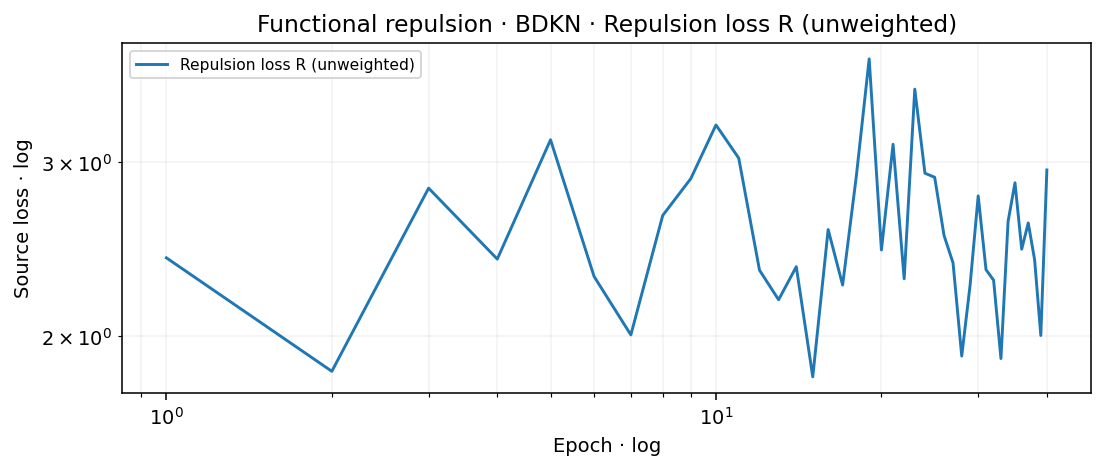 Functional repulsion · BDKN · Repulsion loss R (unweighted)
Repulsion loss R (unweighted)
Source loss · log
3 × 10⁰
2 × 10⁰
10⁰
10¹
Epoch · log